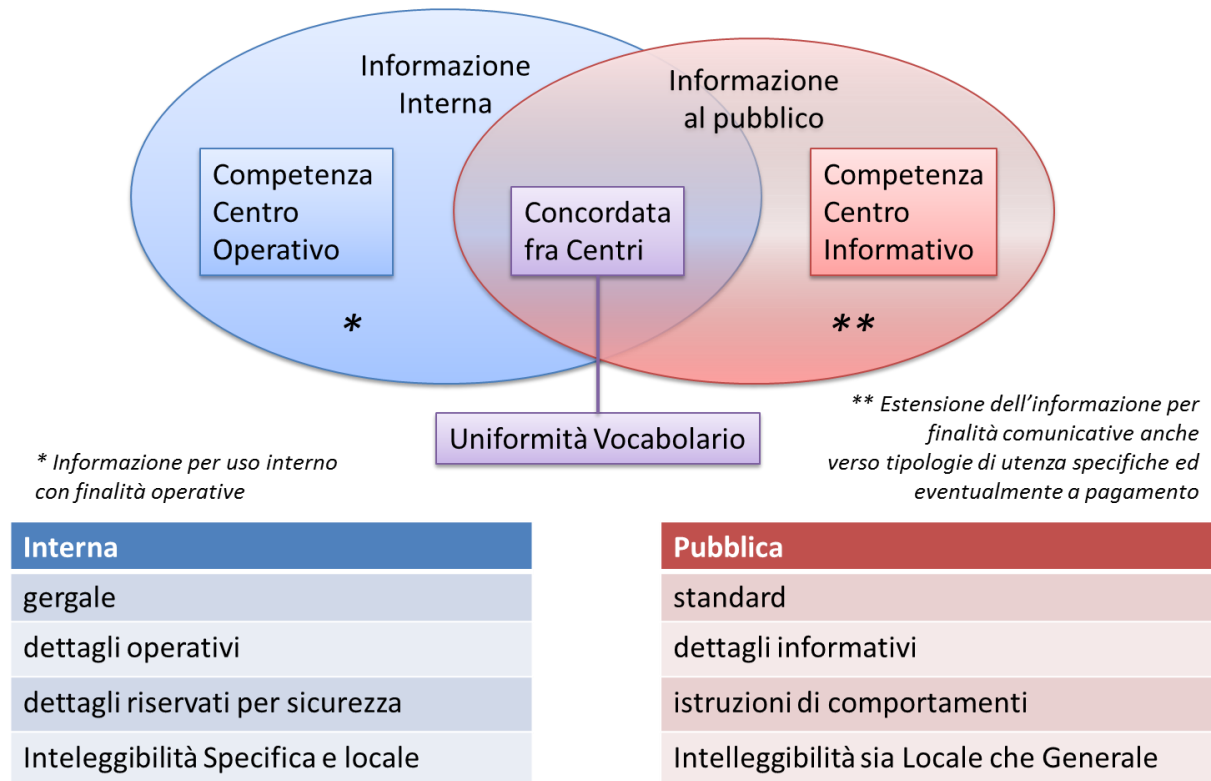 Informazione
Interna
Informazione
al pubblico
Competenza
Centro
Operativo
Concordata
fra Centri
Competenza
Centro
Informativo
*
**
Uniformità Vocabolario
* Informazione per uso interno
con finalità operative
** Estensione dell’informazione per
finalità comunicative anche
verso tipologie di utenza specifiche ed
eventualmente a pagamento
Interna
gergale
dettagli operativi
dettagli riservati per sicurezza
Inteleggibilità Specifica e locale
Pubblica
standard
dettagli informativi
istruzioni di comportamenti
Intelleggibilità sia Locale che Generale